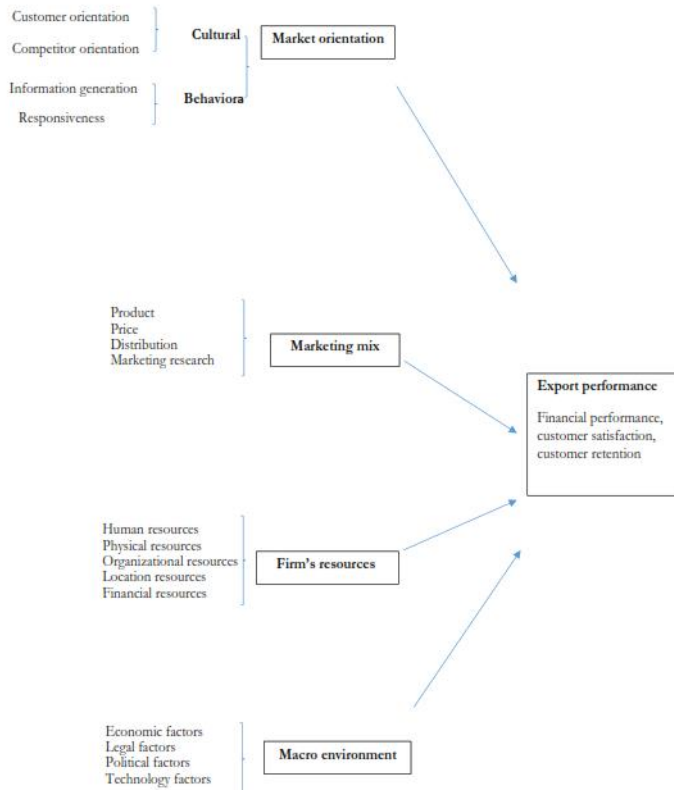 Customer orientation
Competitor orientation
Cultural
Market orientation
Information generation
Responsiveness
Behaviora
Product
Price
Distribution
Marketing research
Marketing mix
Export performance
Financial performance,
customer satisfaction,
customer retention
Human resources
Physical resources
Organizational resources
Location resources
Financial resources
Firm's resources
Economic factors
Legal factors
Political factors
Technology factors
Macro environment